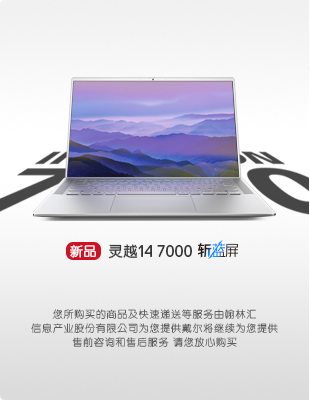 新品 灵越14 7000 斩蓝屏
您所购买的商品及快速递送等服务由翰林汇
信息产业股份有限公司为您提供戴尔将继续为您提供
售前咨询和售后服务 请您放心购买